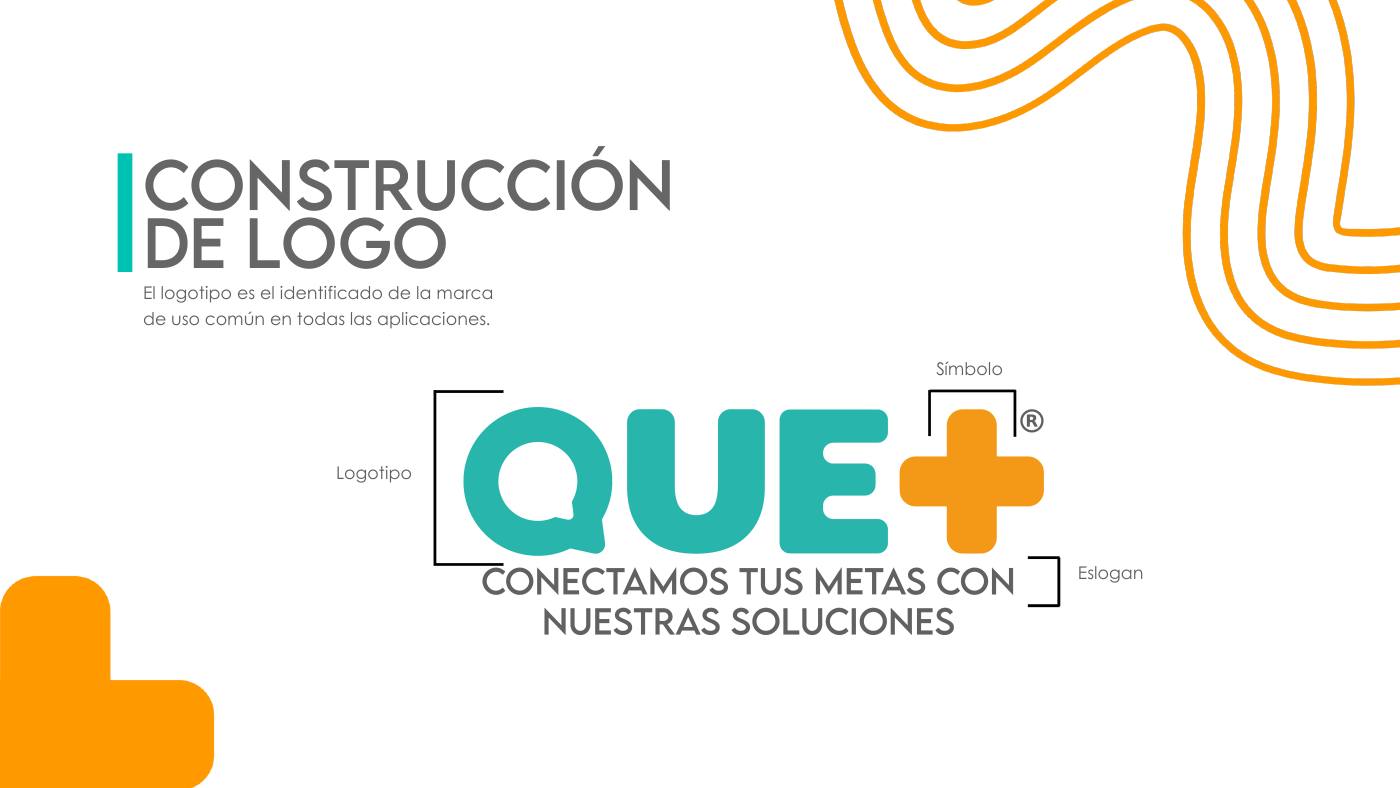 CONSTRUCCIÓN
DE LOGO
El logotipo es el identificado de la marca
de uso común en todas las aplicaciones.
Símbolo
QUE+®
Logotipo
CONECTAMOS TUS METAS CON
NUESTRAS SOLUCIONES
Eslogan